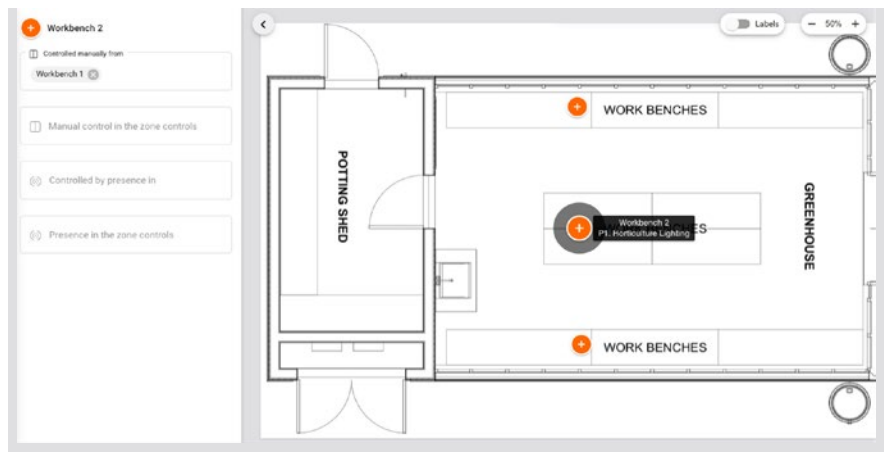 Workbench 2
Controlled manually from
Workbench 1
Manual control in the zone controls
Controlled by presence in
Presence in the zone controls
Labels
50%
POTTING SHED
WORK BENCHES
Workbench 2
P1. Horticulture Lighting
ES
GREENHOUSE
WORK BENCHES